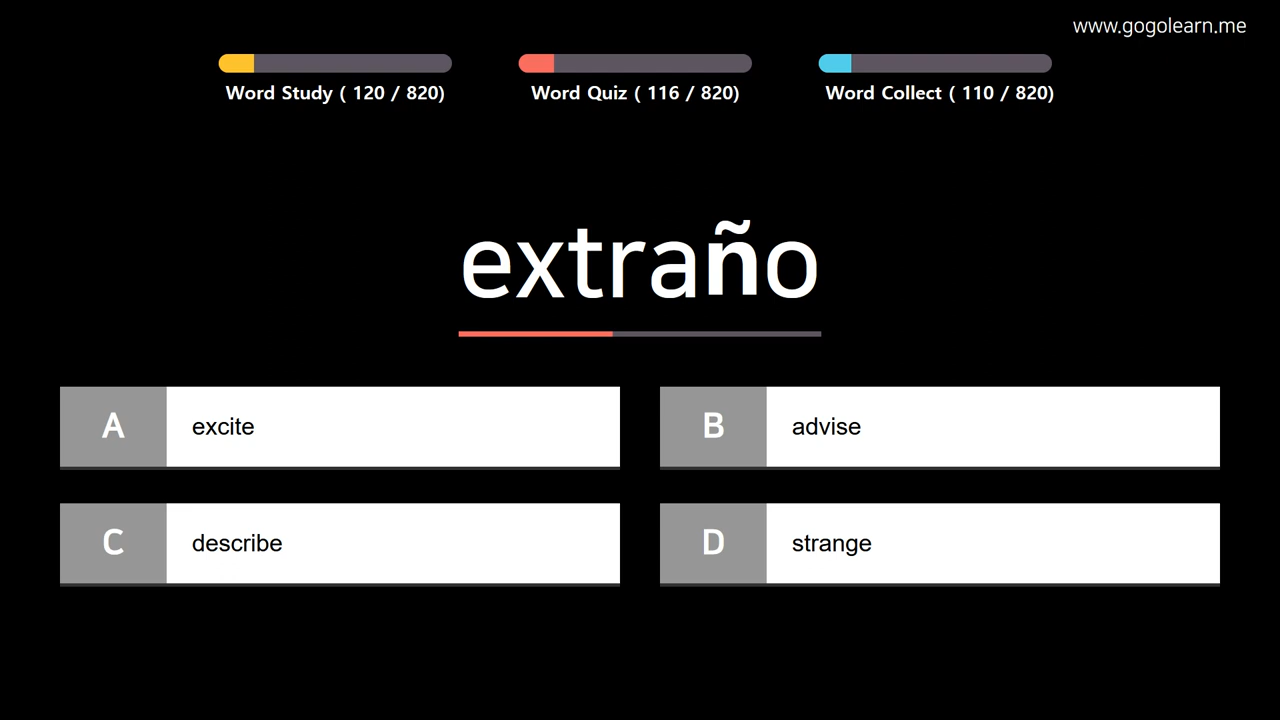 www.gogolearn.me
Word Study ( 120 / 820)
Word Quiz ( 116 / 820)
Word Collect ( 110 / 820)
extraño
A excite
B advise
C describe
D strange